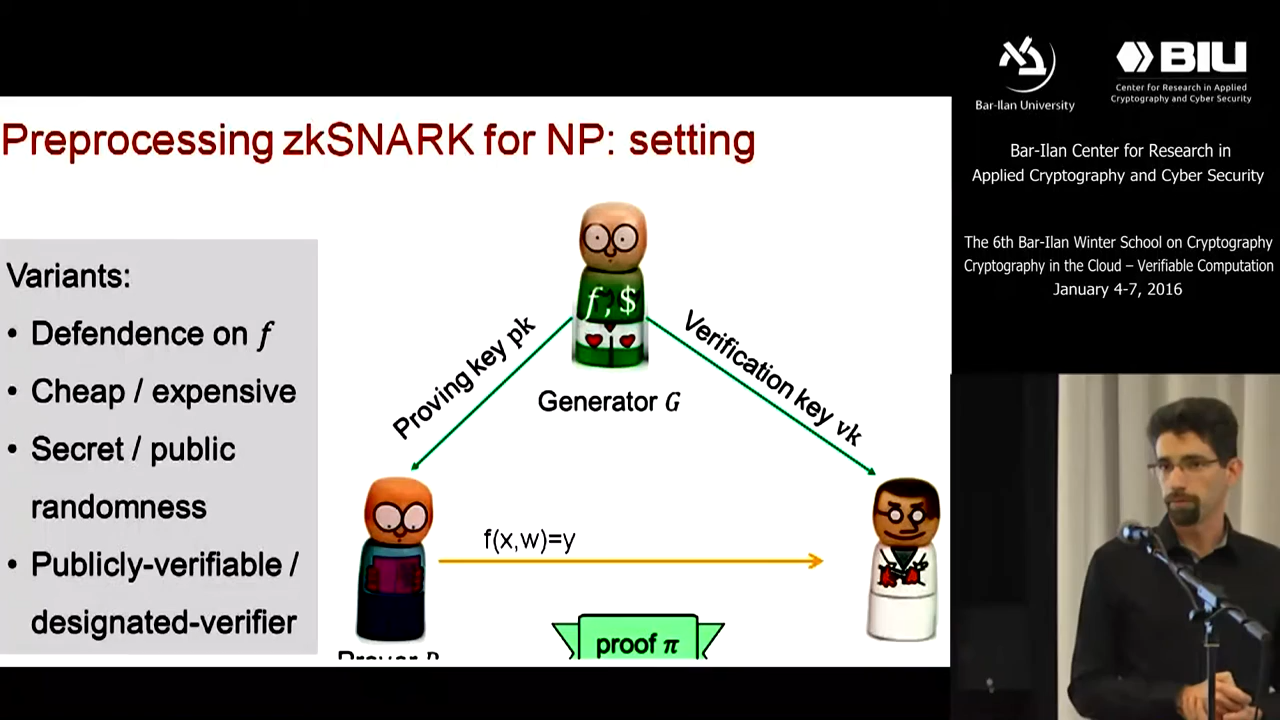 Preprocessing zkSNARK for NP: setting
Variants:
• Defendence on f
• Cheap / expensive
• Secret / public
randomness
• Publicly-verifiable /
designated-verifier
f, $
Proving key pk
Verification key vk
Generator G
f(x,w)=y
proof π
Prover P
Bar-Ilan University
BIU
Center for Research in Applied
Cryptography and Cyber Security
Bar-Ilan Center for Research in
Applied Cryptography and Cyber Security
The 6th Bar-Ilan Winter School on Cryptography
Cryptography in the Cloud – Verifiable Computation
January 4-7, 2016